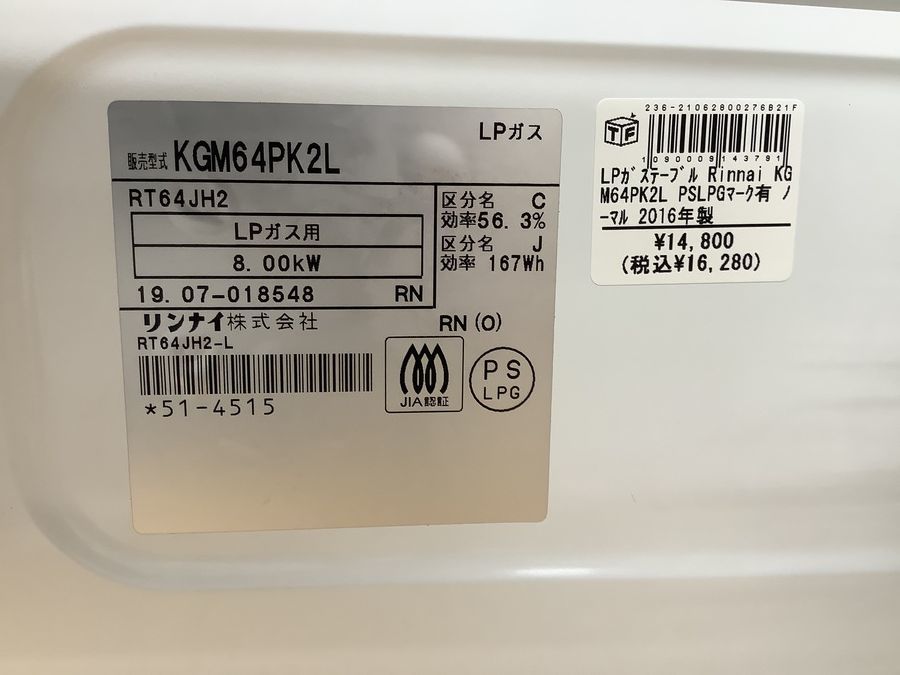 LPガス
販売型式 KGM64PK2L
RT64JH2
LPガス用
8.00kW
19.07-018548 RN
区分名 C
効率56.3%
区分名 J
効率 167Wh
リンナイ株式会社
RN(O)
RT64JH2-L
*51-4515
JIA認証
PS
LPG
236-21062800276B21F
TF
1090009143791
LPガステーブル Rinnai KG
M64PK2L PSLPGマーク有 ノ
ーマル 2016年製
¥14,800
(税込¥16,280)